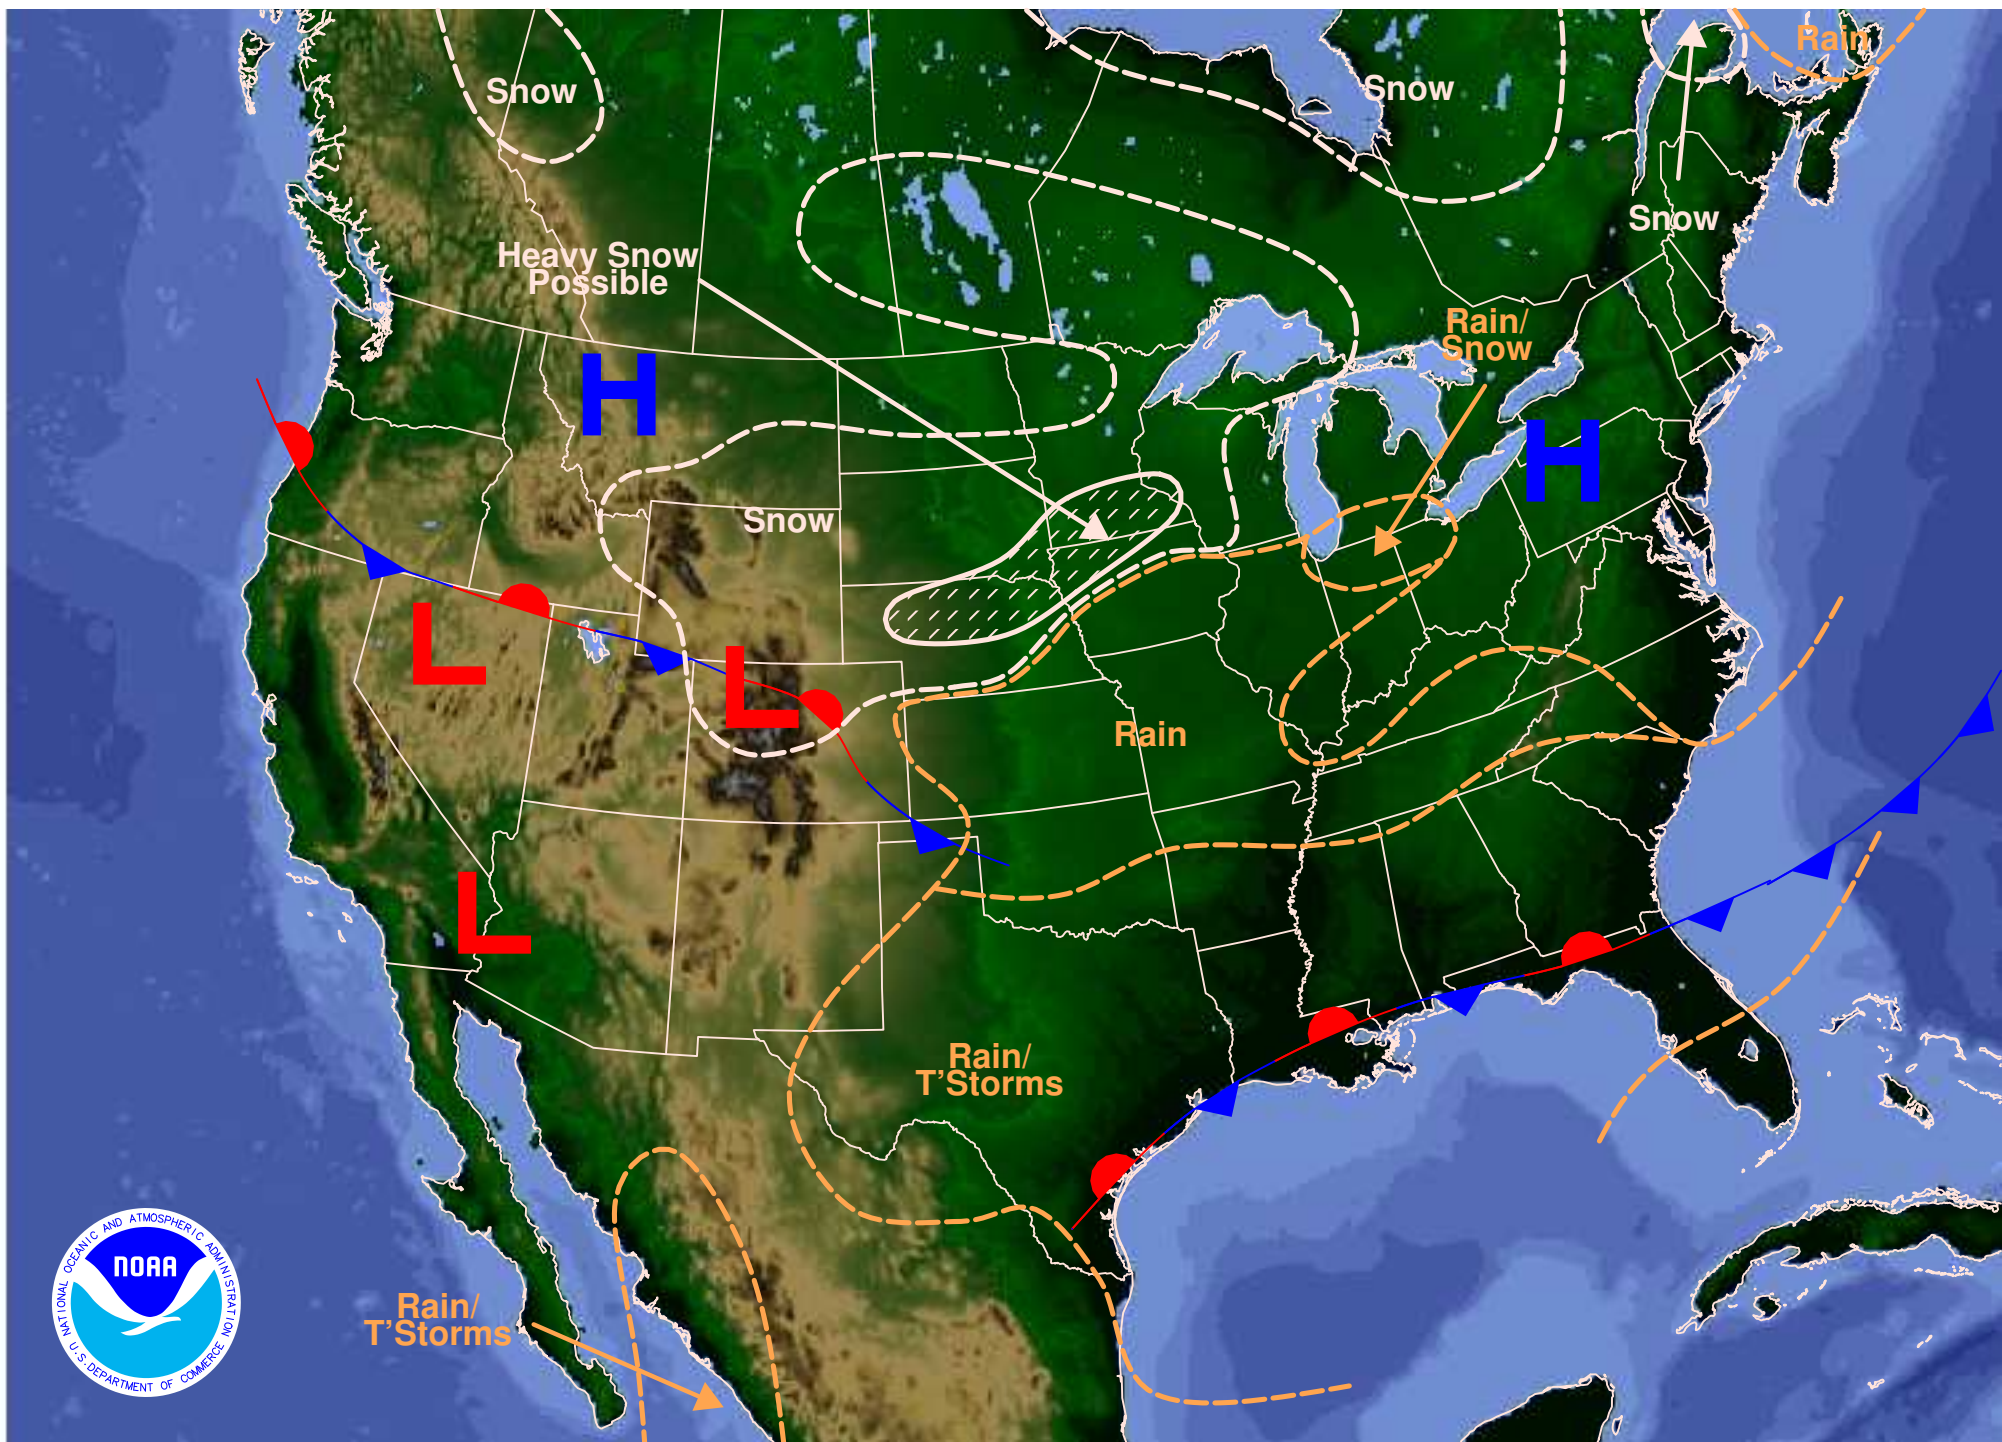 Rain
Snow
Snow
Snow
Heavy Snow
Possible
Rain/
Snow
H
H
Snow
L
L
Rain
L
Rain/
T'Storms
Rain/
T'Storms
NATIONAL OCEANIC AND ATMOSPHERIC ADMINISTRATION
NOAA
U.S. DEPARTMENT OF COMMERCE